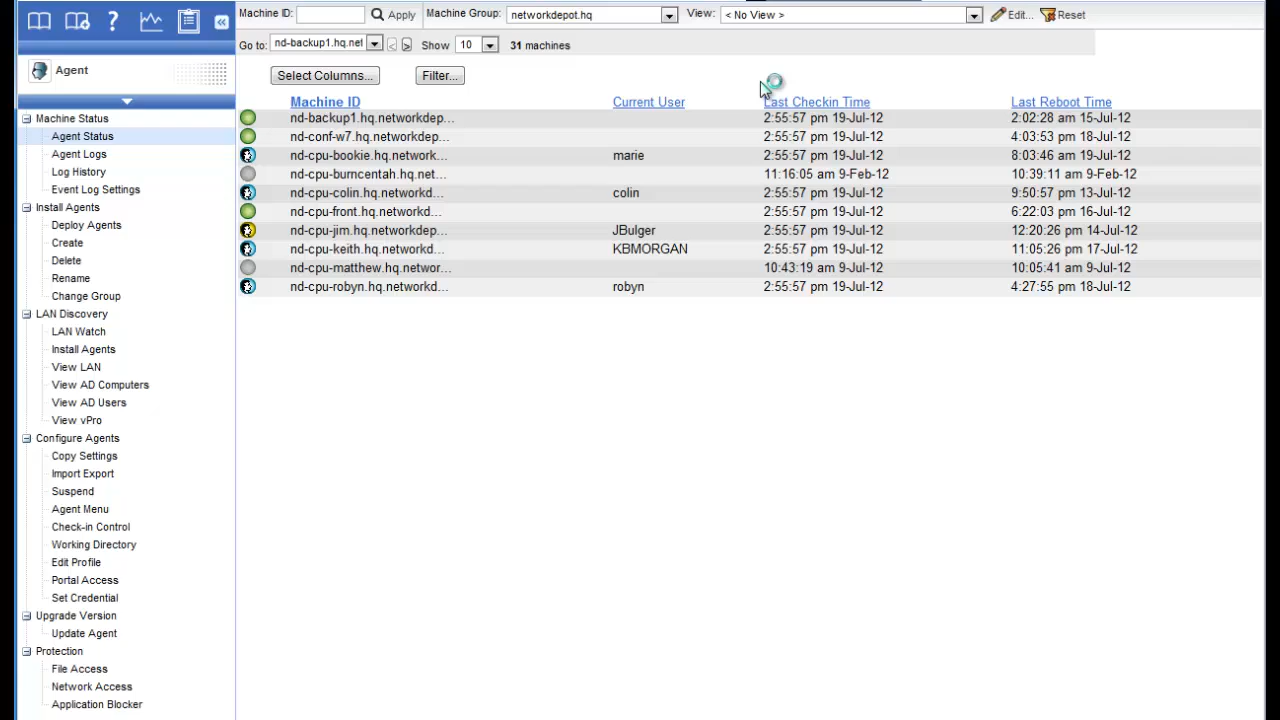 Machine ID: Apply Machine Group: networkdepot.hq View: < No View > Edit... Reset
Go to: nd-backup1.hq.net Show 10 31 machines
Select Columns... Filter...
Machine ID Current User Last Checkin Time Last Reboot Time
nd-backup1.hq.networkdep... 2:55:57 pm 19-Jul-12 2:02:28 am 15-Jul-12
nd-conf-w7.hq.networkdep... 2:55:57 pm 19-Jul-12 4:03:53 pm 18-Jul-12
nd-cpu-bookie.hq.network... marie 2:55:57 pm 19-Jul-12 8:03:46 am 19-Jul-12
nd-cpu-burncentah.hq.net... 11:16:05 am 9-Feb-12 10:39:11 am 9-Feb-12
nd-cpu-colin.hq.networkd... colin 2:55:57 pm 19-Jul-12 9:50:57 pm 13-Jul-12
nd-cpu-front.hq.networkd... 2:55:57 pm 19-Jul-12 6:22:03 pm 16-Jul-12
nd-cpu-jim.hq.networkdep... JBulger 2:55:57 pm 19-Jul-12 12:20:26 pm 14-Jul-12
nd-cpu-keith.hq.networkd... KBMORGAN 2:55:57 pm 19-Jul-12 11:05:26 pm 17-Jul-12
nd-cpu-matthew.hq.networ... 10:43:19 am 9-Jul-12 10:05:41 am 9-Jul-12
nd-cpu-robyn.hq.networkd... robyn 2:55:57 pm 19-Jul-12 4:27:55 pm 18-Jul-12
Agent
Machine Status
Agent Status
Agent Logs
Log History
Event Log Settings
Install Agents
Deploy Agents
Create
Delete
Rename
Change Group
LAN Discovery
LAN Watch
Install Agents
View LAN
View AD Computers
View AD Users
View vPro
Configure Agents
Copy Settings
Import Export
Suspend
Agent Menu
Check-in Control
Working Directory
Edit Profile
Portal Access
Set Credential
Upgrade Version
Update Agent
Protection
File Access
Network Access
Application Blocker